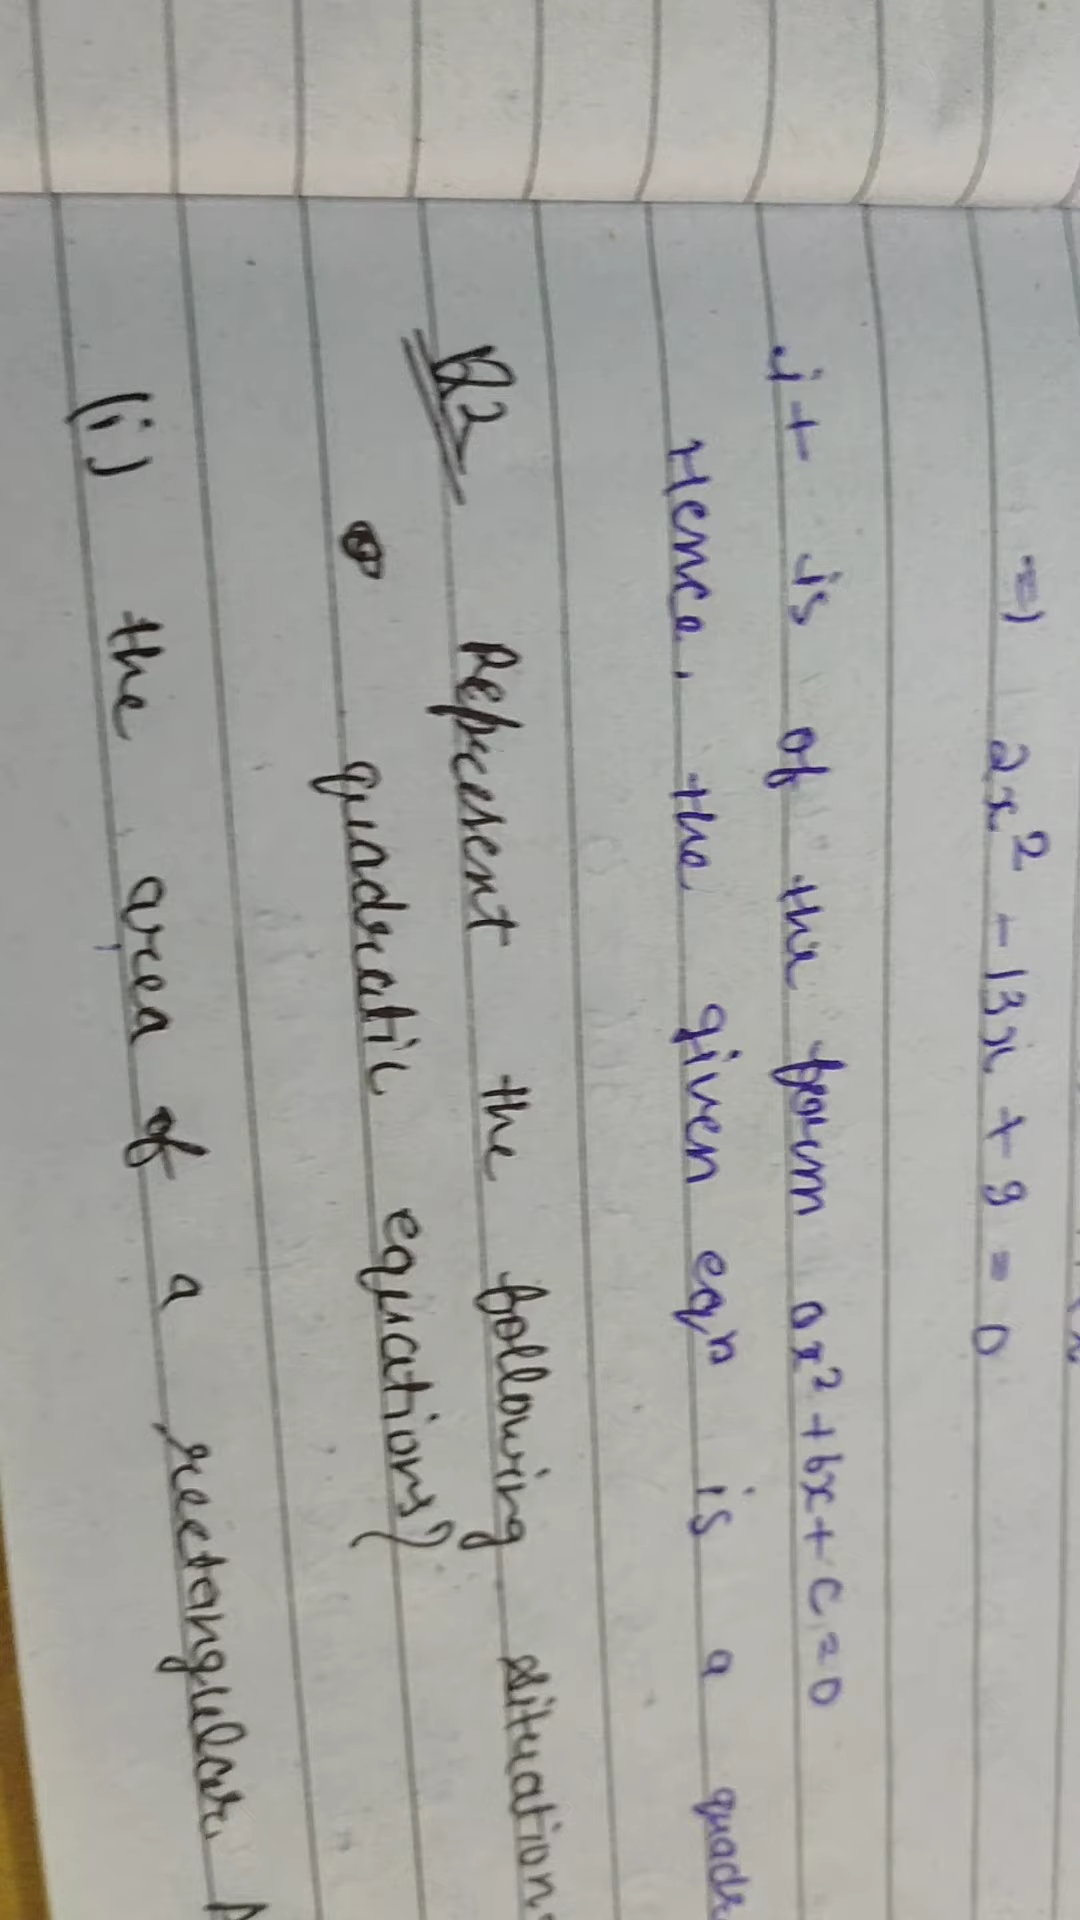 ⇒ 2x² - 13x + 9 = 0
it is of the form ax² + bx + c = 0
Hence, the given eqn is a quadr
Q2 Represent the following situation
quadratic equations?
(i) the area of a rectangular